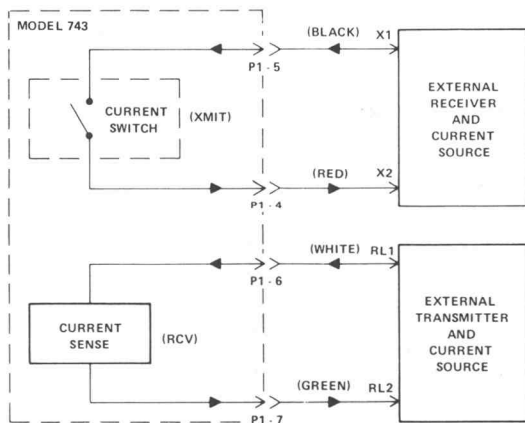 MODEL 743
(BLACK)
X1
P1-5
CURRENT
SWITCH
(XMIT)
EXTERNAL
RECEIVER
AND
CURRENT
SOURCE
(RED)
X2
P1-4
(WHITE)
RL1
P1-6
CURRENT
SENSE
(RCV)
EXTERNAL
TRANSMITTER
AND
CURRENT
SOURCE
(GREEN)
RL2
P1-7